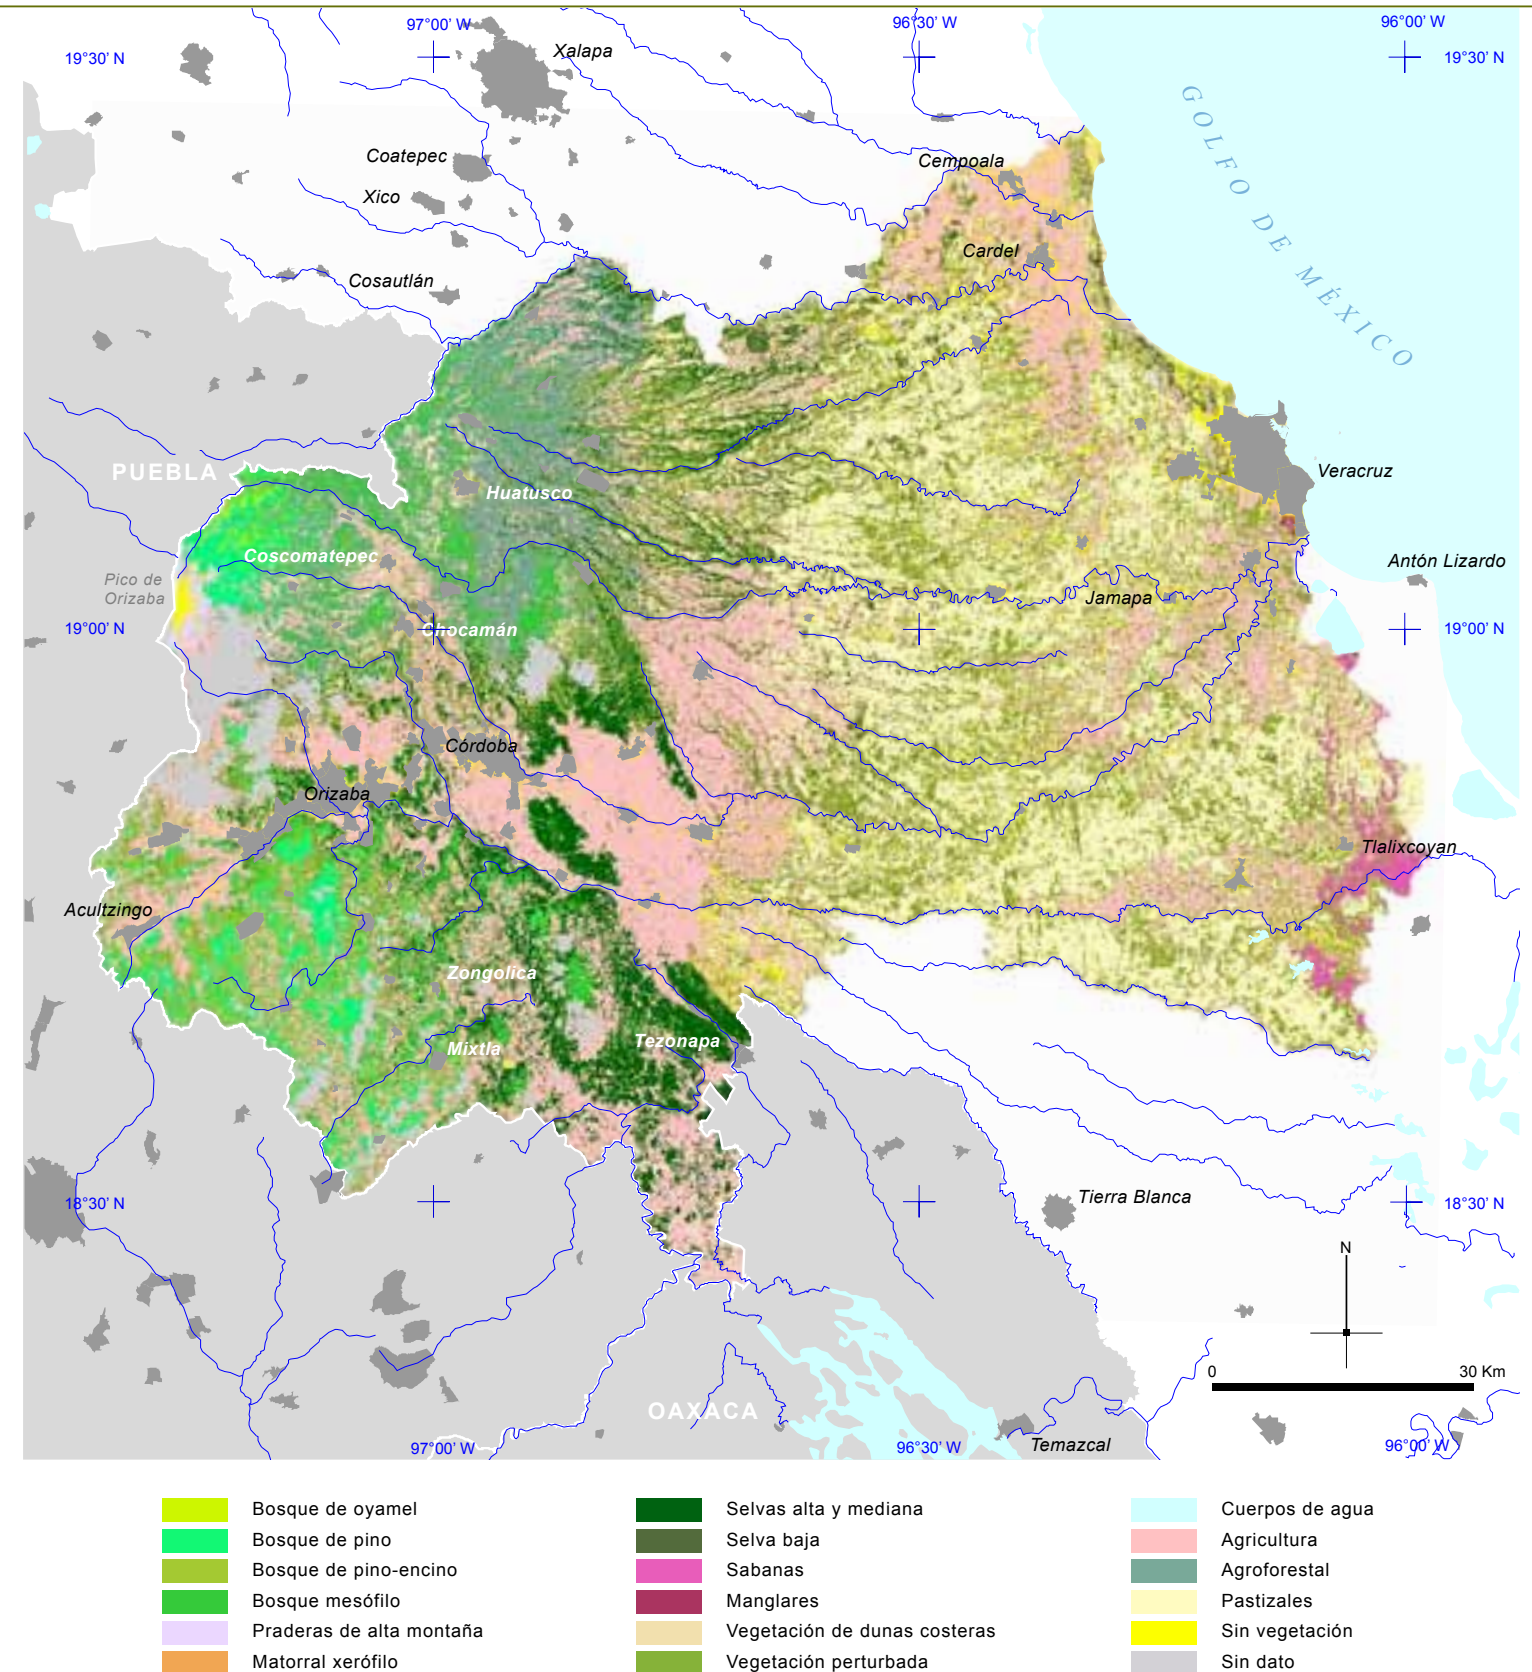 97°00' W
96°30' W
96°00' W
19°30' N
Xalapa
19°30' N
GOLFO DE MÉXICO
Coatepec
Cempoala
Xico
Cardel
Cosautlán
PUEBLA
Veracruz
Huatusco
Coscomatepec
Antón Lizardo
Pico de
Orizaba
Jamapa
19°00' N
Chocamán
19°00' N
Córdoba
Orizaba
Tlalixcoyan
Acultzingo
Zongolica
Tezonapa
Mixtla
18°30' N
Tierra Blanca
18°30' N
N
0
30 Km
OAXACA
97°00' W
96°30' W
Temazcal
96°00' W
Bosque de oyamel
Bosque de pino
Bosque de pino-encino
Bosque mesófilo
Praderas de alta montaña
Matorral xerófilo
Selvas alta y mediana
Selva baja
Sabanas
Manglares
Vegetación de dunas costeras
Vegetación perturbada
Cuerpos de agua
Agricultura
Agroforestal
Pastizales
Sin vegetación
Sin dato